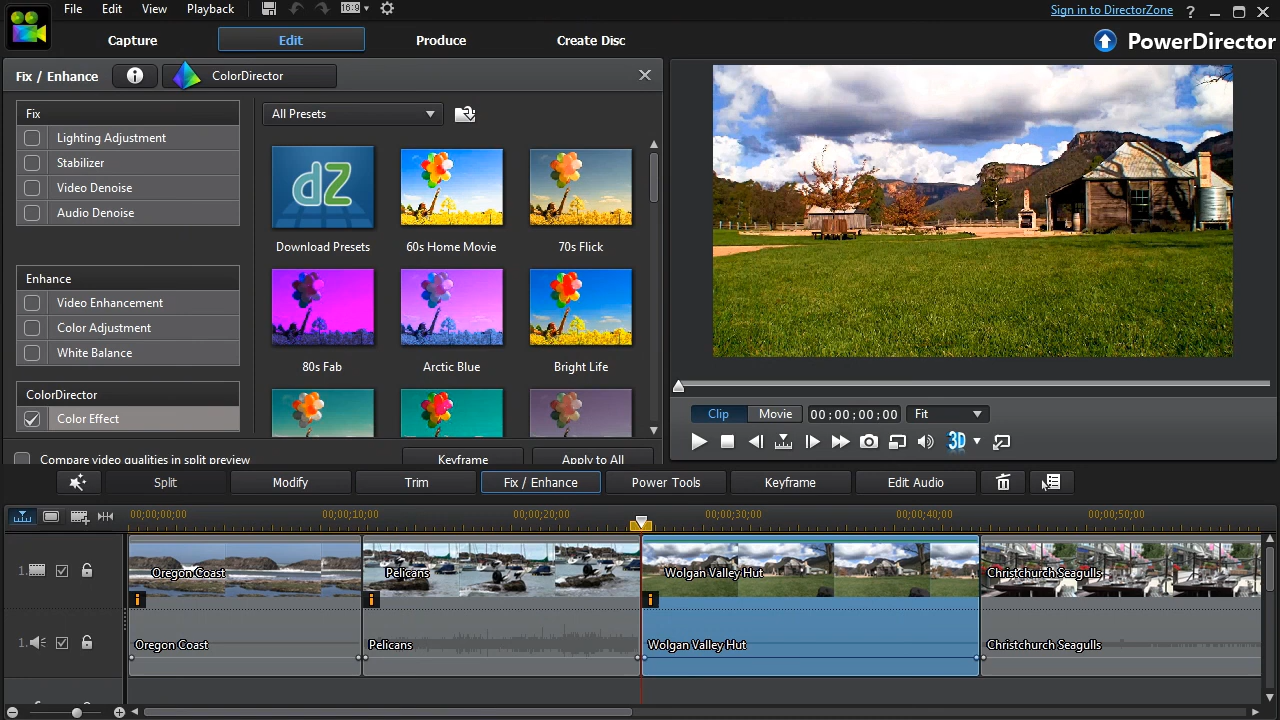 File Edit View Playback 16:9 Sign in to DirectorZone ?
Capture Edit Produce Create Disc PowerDirector
Fix / Enhance ColorDirector
Fix
Lighting Adjustment
Stabilizer
Video Denoise
Audio Denoise
Enhance
Video Enhancement
Color Adjustment
White Balance
ColorDirector
Color Effect
Compare video qualities in split preview
All Presets
dZ
Download Presets 60s Home Movie 70s Flick
80s Fab Arctic Blue Bright Life
Keyframe Apply to All
Clip Movie 00;00;00;00 Fit
3D
Split Modify Trim Fix / Enhance Power Tools Keyframe Edit Audio
00;00;00;00 00;00;10;00 00;00;20;00 00;00;30;00 00;00;40;00 00;00;50;00
1. Oregon Coast Pelicans Wolgan Valley Hut Christchurch Seagulls
i i i
1. Oregon Coast Pelicans Wolgan Valley Hut Christchurch Seagulls